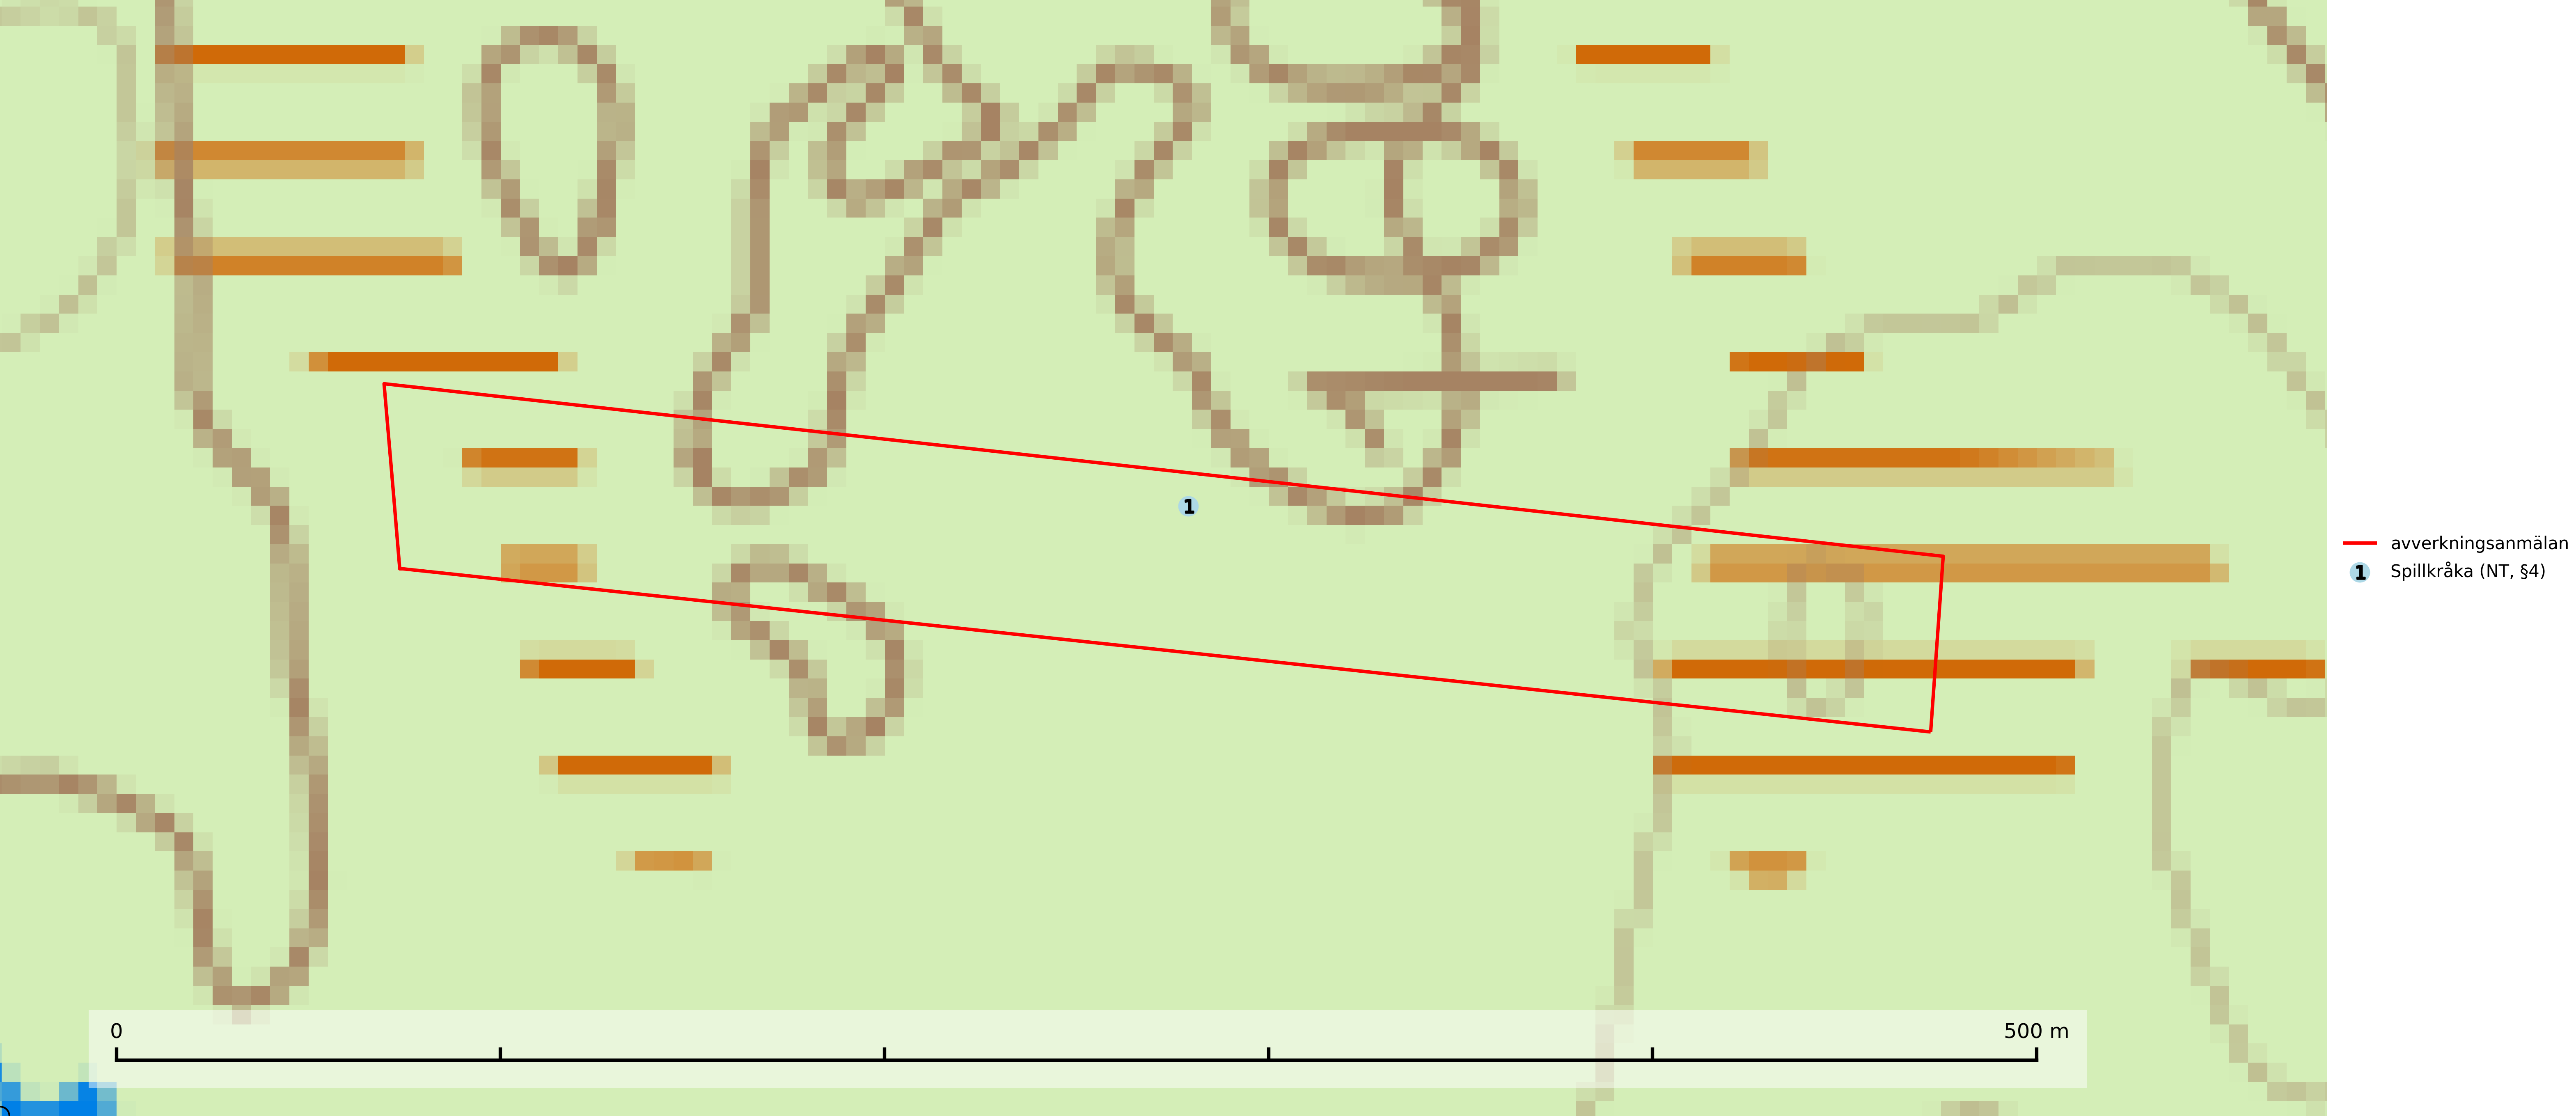 1
avverkningsanmälan
1 Spillkråka (NT, §4)
0 500 m